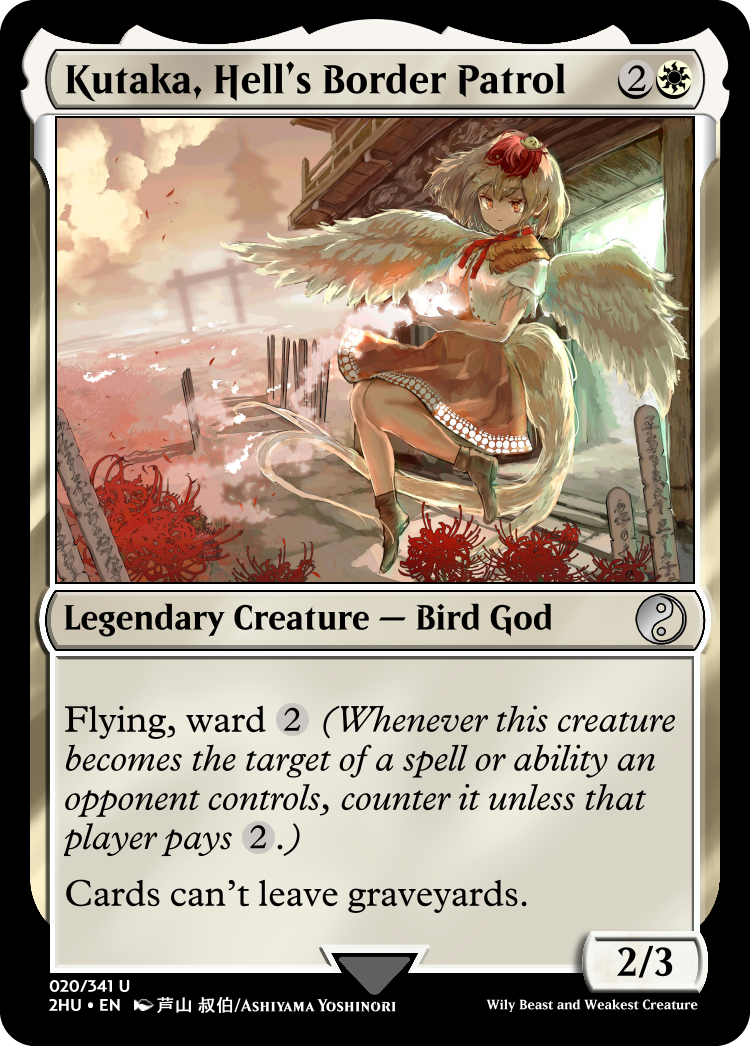 Kutaka, Hell's Border Patrol 2
Legendary Creature — Bird God
Flying, ward 2 (Whenever this creature
becomes the target of a spell or ability an
opponent controls, counter it unless that
player pays 2.)
Cards can't leave graveyards.
2/3
020/341 U
2HU • EN 芦山 叔伯/Ashiyama Yoshinori
Wily Beast and Weakest Creature